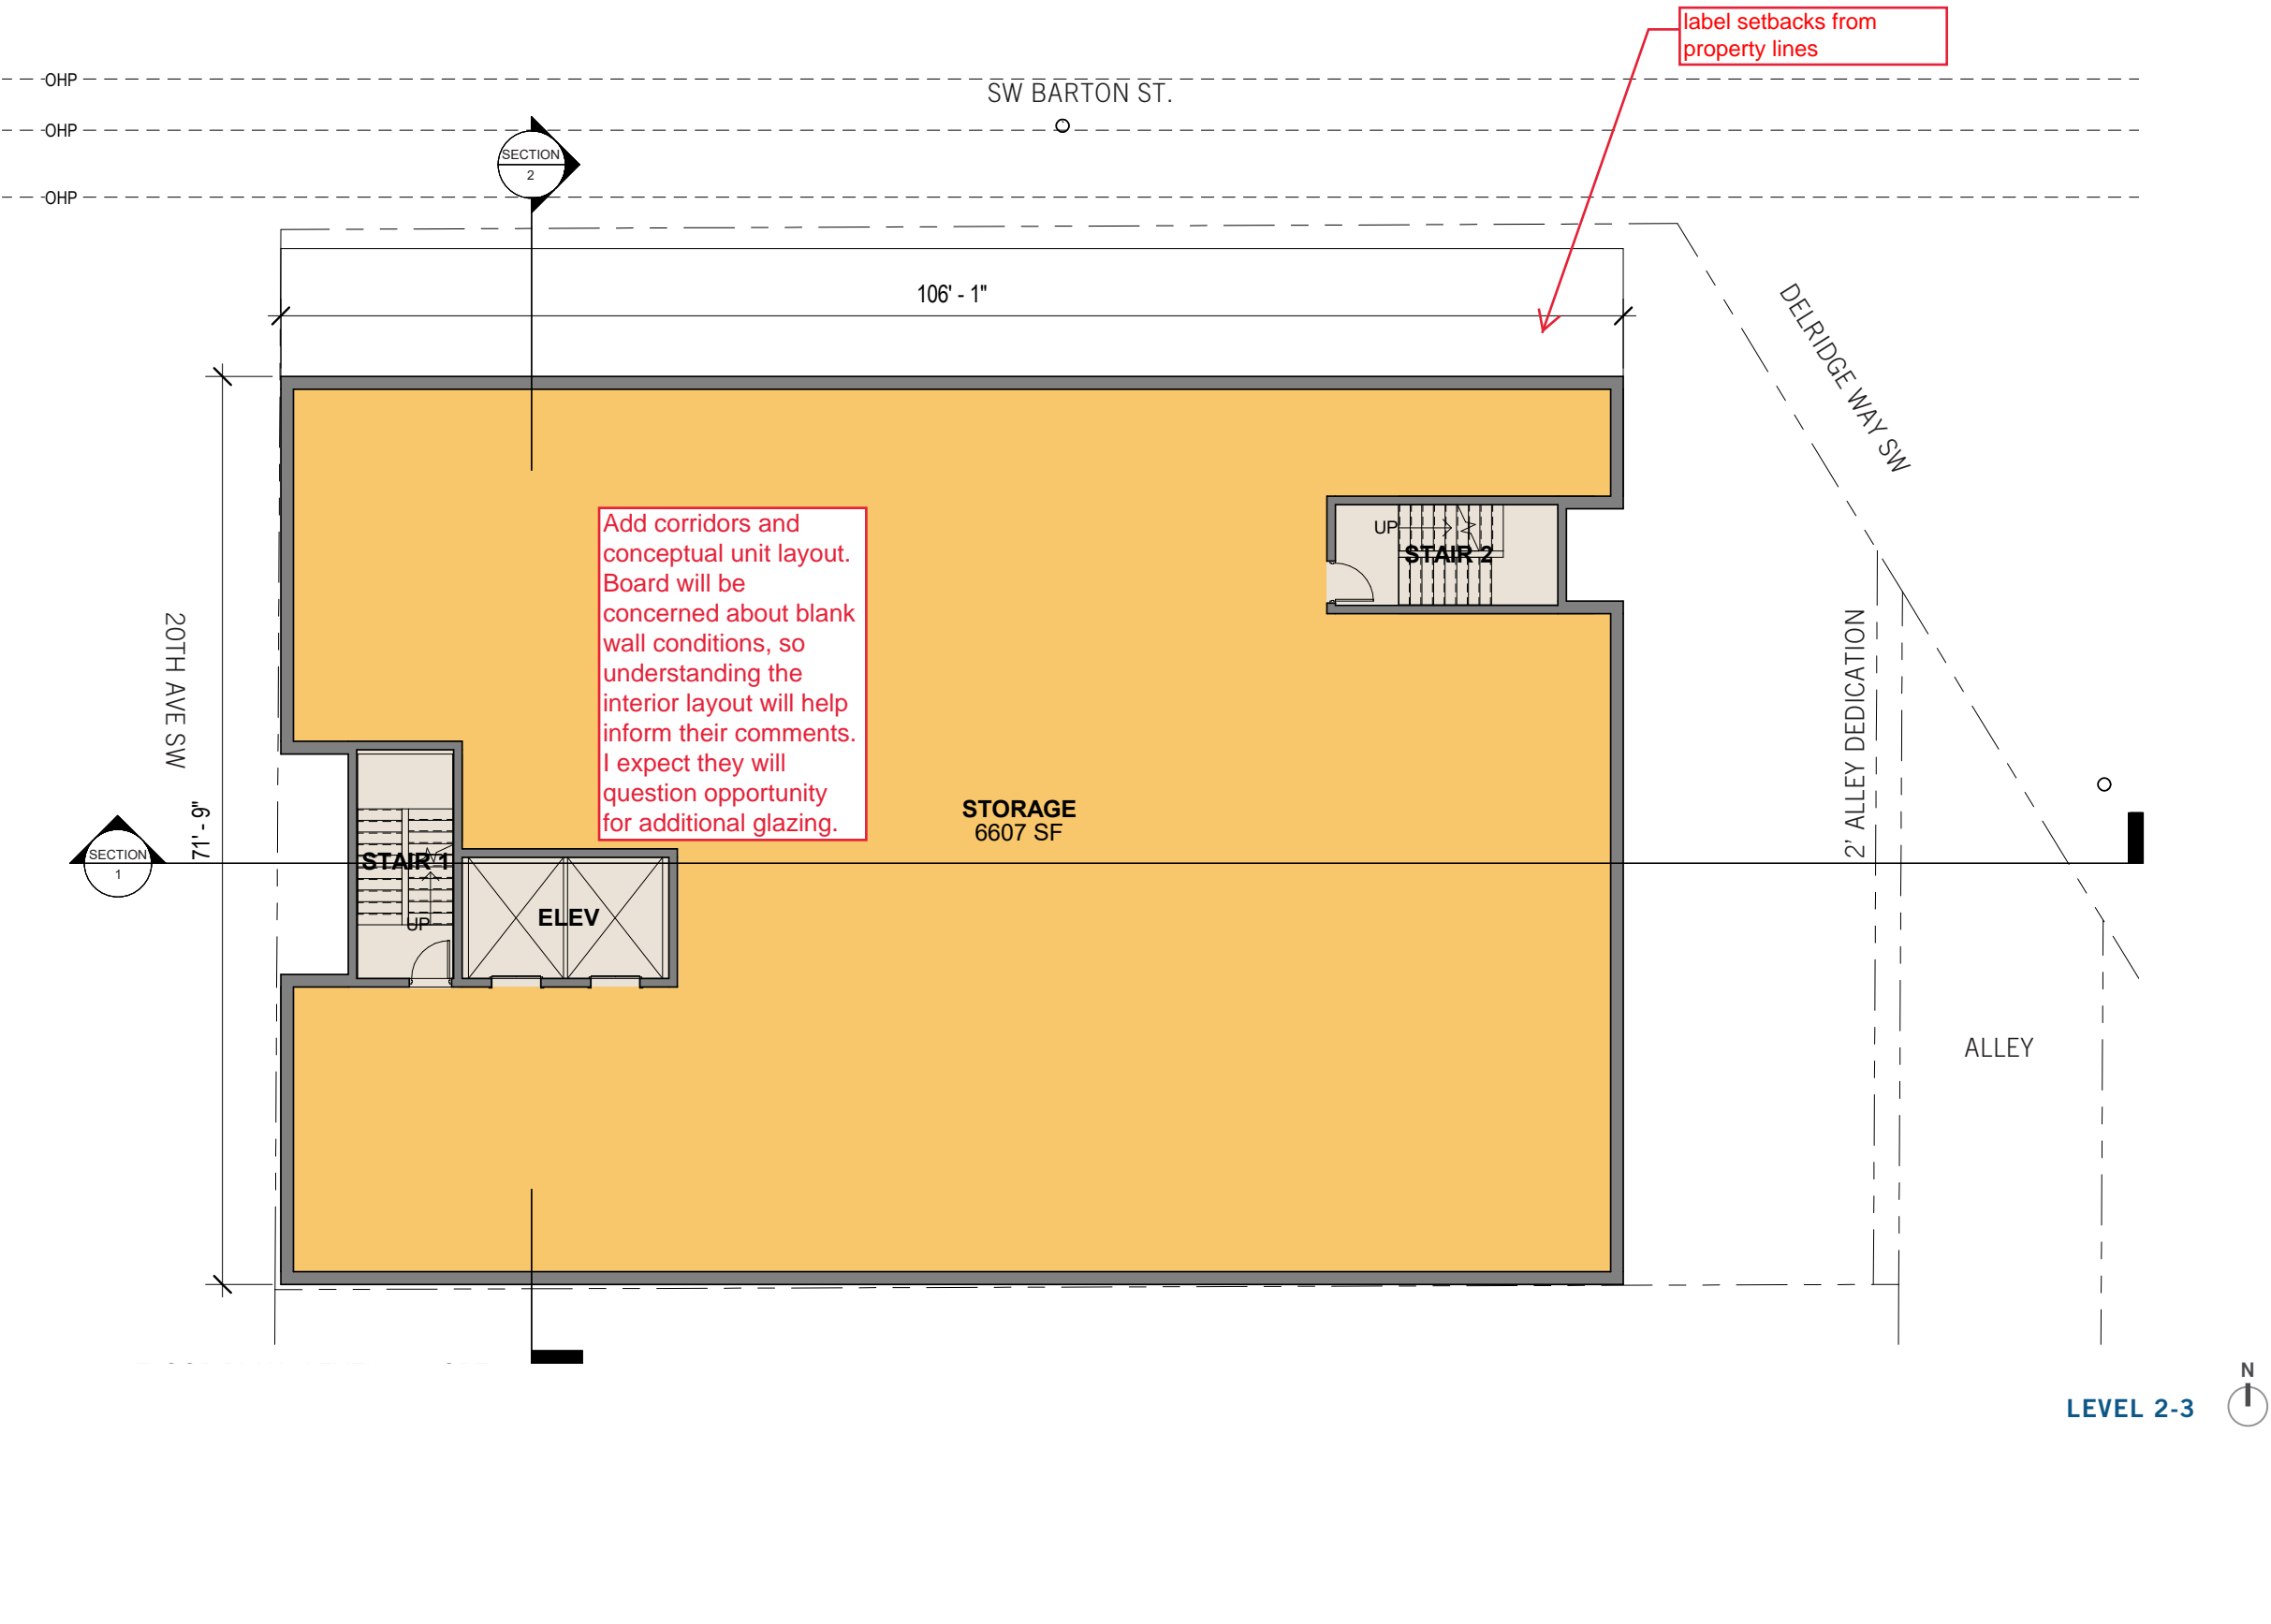 label setbacks from
property lines
OHP
SW BARTON ST.
OHP
SECTION
2
OHP
106' - 1"
DELRIDGE WAY SW
Add corridors and
conceptual unit layout.
Board will be
concerned about blank
wall conditions, so
understanding the
interior layout will help
inform their comments.
I expect they will
question opportunity
for additional glazing.
UP
STAIR 2
20TH AVE SW
71' - 9"
2' ALLEY DEDICATION
STORAGE
6607 SF
SECTION
1
STAIR 1
UP
ELEV
ALLEY
N
LEVEL 2-3